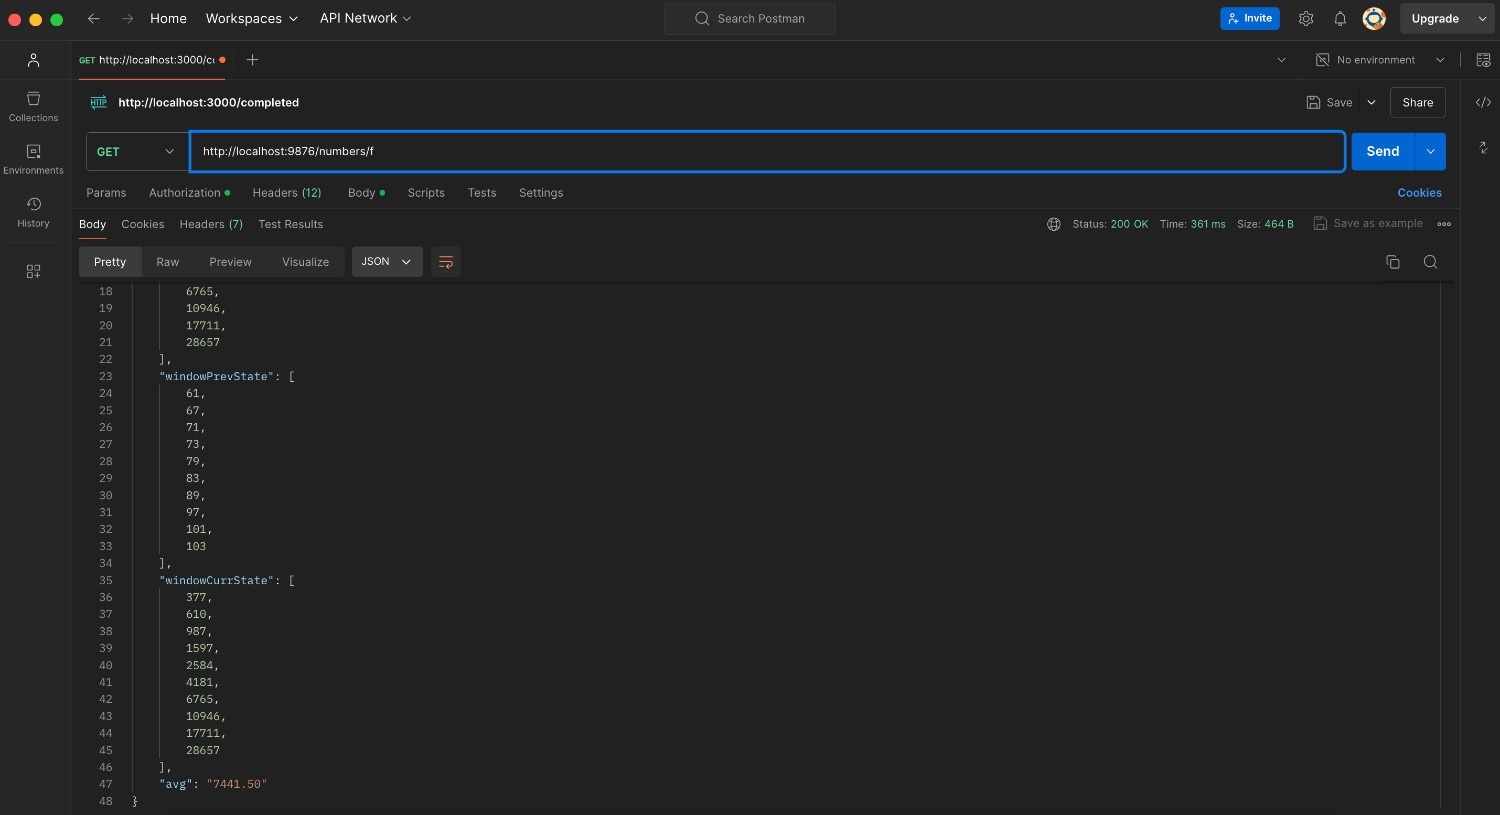 Home Workspaces API Network Search Postman Invite Upgrade
GET http://localhost:3000/c No environment
HTTP http://localhost:3000/completed Save Share
GET http://localhost:9876/numbers/f Send
Params Authorization Headers (12) Body Scripts Tests Settings Cookies
Body Cookies Headers (7) Test Results Status: 200 OK Time: 361 ms Size: 464 B Save as example
Pretty Raw Preview Visualize JSON
Collections
Environments
History
18 6765,
19 10946,
20 17711,
21 28657
22 ],
23 "windowPrevState": [
24 61,
25 67,
26 71,
27 73,
28 79,
29 83,
30 89,
31 97,
32 101,
33 103
34 ],
35 "windowCurrState": [
36 377,
37 610,
38 987,
39 1597,
40 2584,
41 4181,
42 6765,
43 10946,
44 17711,
45 28657
46 ],
47 "avg": "7441.50"
48 }